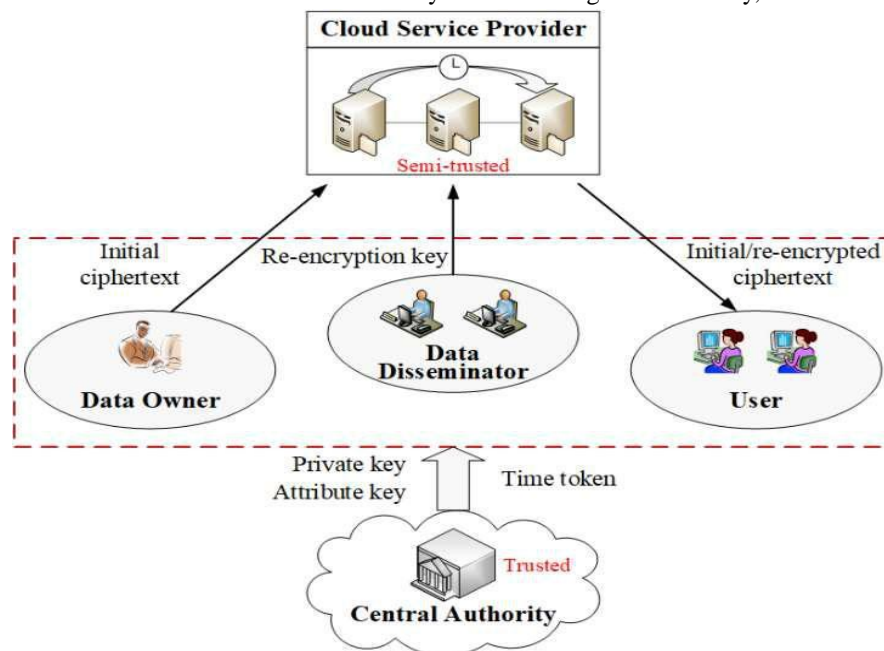 Cloud Service Provider
Semi-trusted
Initial
ciphertext
Re-encryption key
Initial/re-encrypted
ciphertext
Data Owner
Data
Disseminator
User
Private key
Attribute key
Time token
Trusted
Central Authority